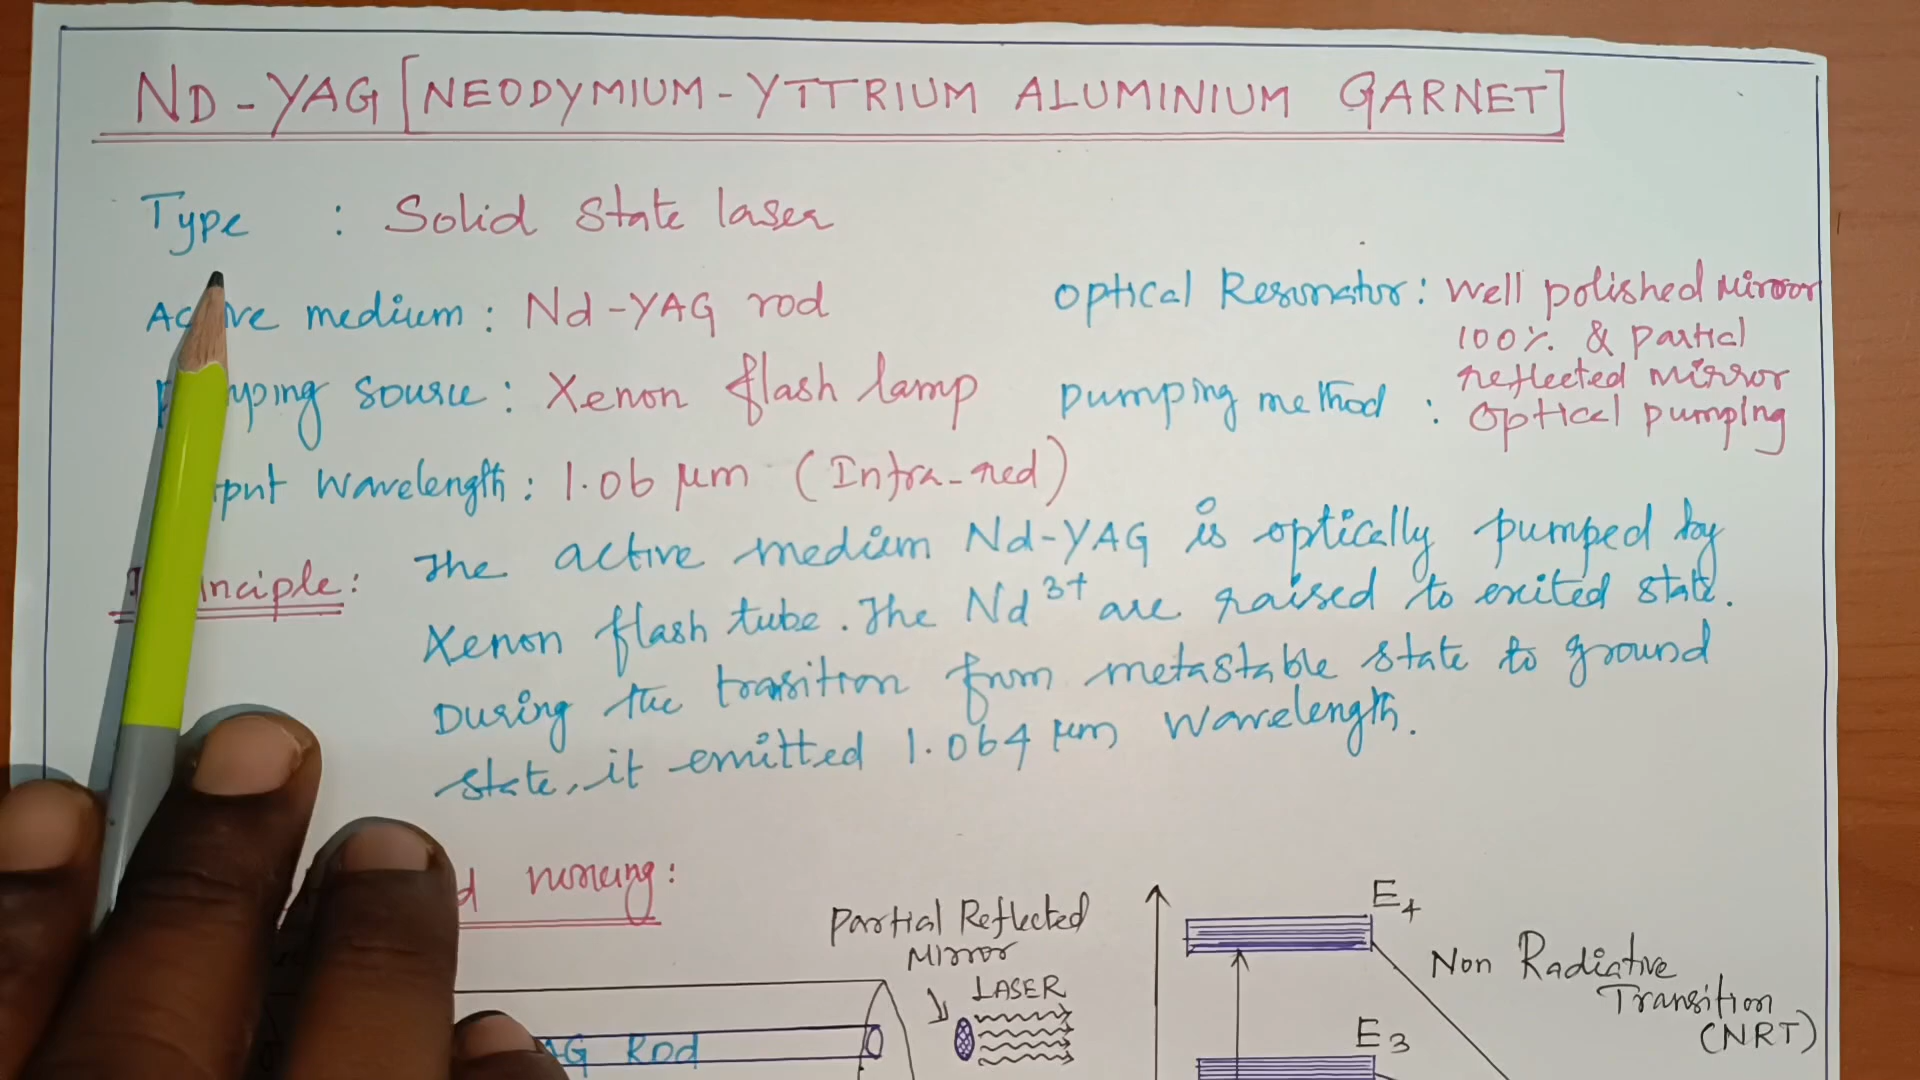 ND-YAG [NEODYMIUM-YTTRIUM ALUMINIUM GARNET]
Type : Solid state laser
Active medium: Nd-YAG rod
Pumping source: Xenon flash lamp
Output Wavelength: 1.06 μm (Infra-red)
Optical Resonator: Well polished Mirror
100% & partial
reflected mirror
Pumping method : Optical pumping
Principle: The active medium Nd-YAG is optically pumped by
Xenon flash tube. The Nd3+ are raised to excited state.
During the transition from metastable state to ground
state, it emitted 1.064 μm Wavelength.
working:
Partial Reflected
Mirror
LASER
Rod
E4
Non Radiative
Transition
(NRT)
E3